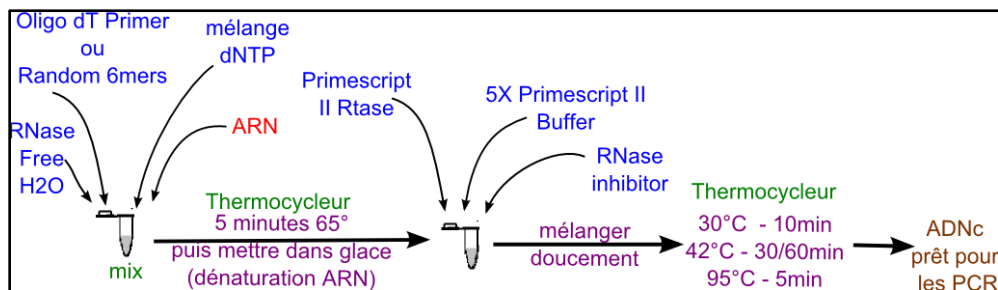 Oligo dT Primer
ou
Random 6mers
mélange
dNTP
RNase
Free
H2O
ARN
mix
Thermocycleur
5 minutes 65°
puis mettre dans glace
(dénaturation ARN)
Primescript
II Rtase
5X Primescript II
Buffer
RNase
inhibitor
mélanger
doucement
Thermocycleur
30°C - 10min
42°C - 30/60min
95°C - 5min
ADNc
prêt pour
les PCR